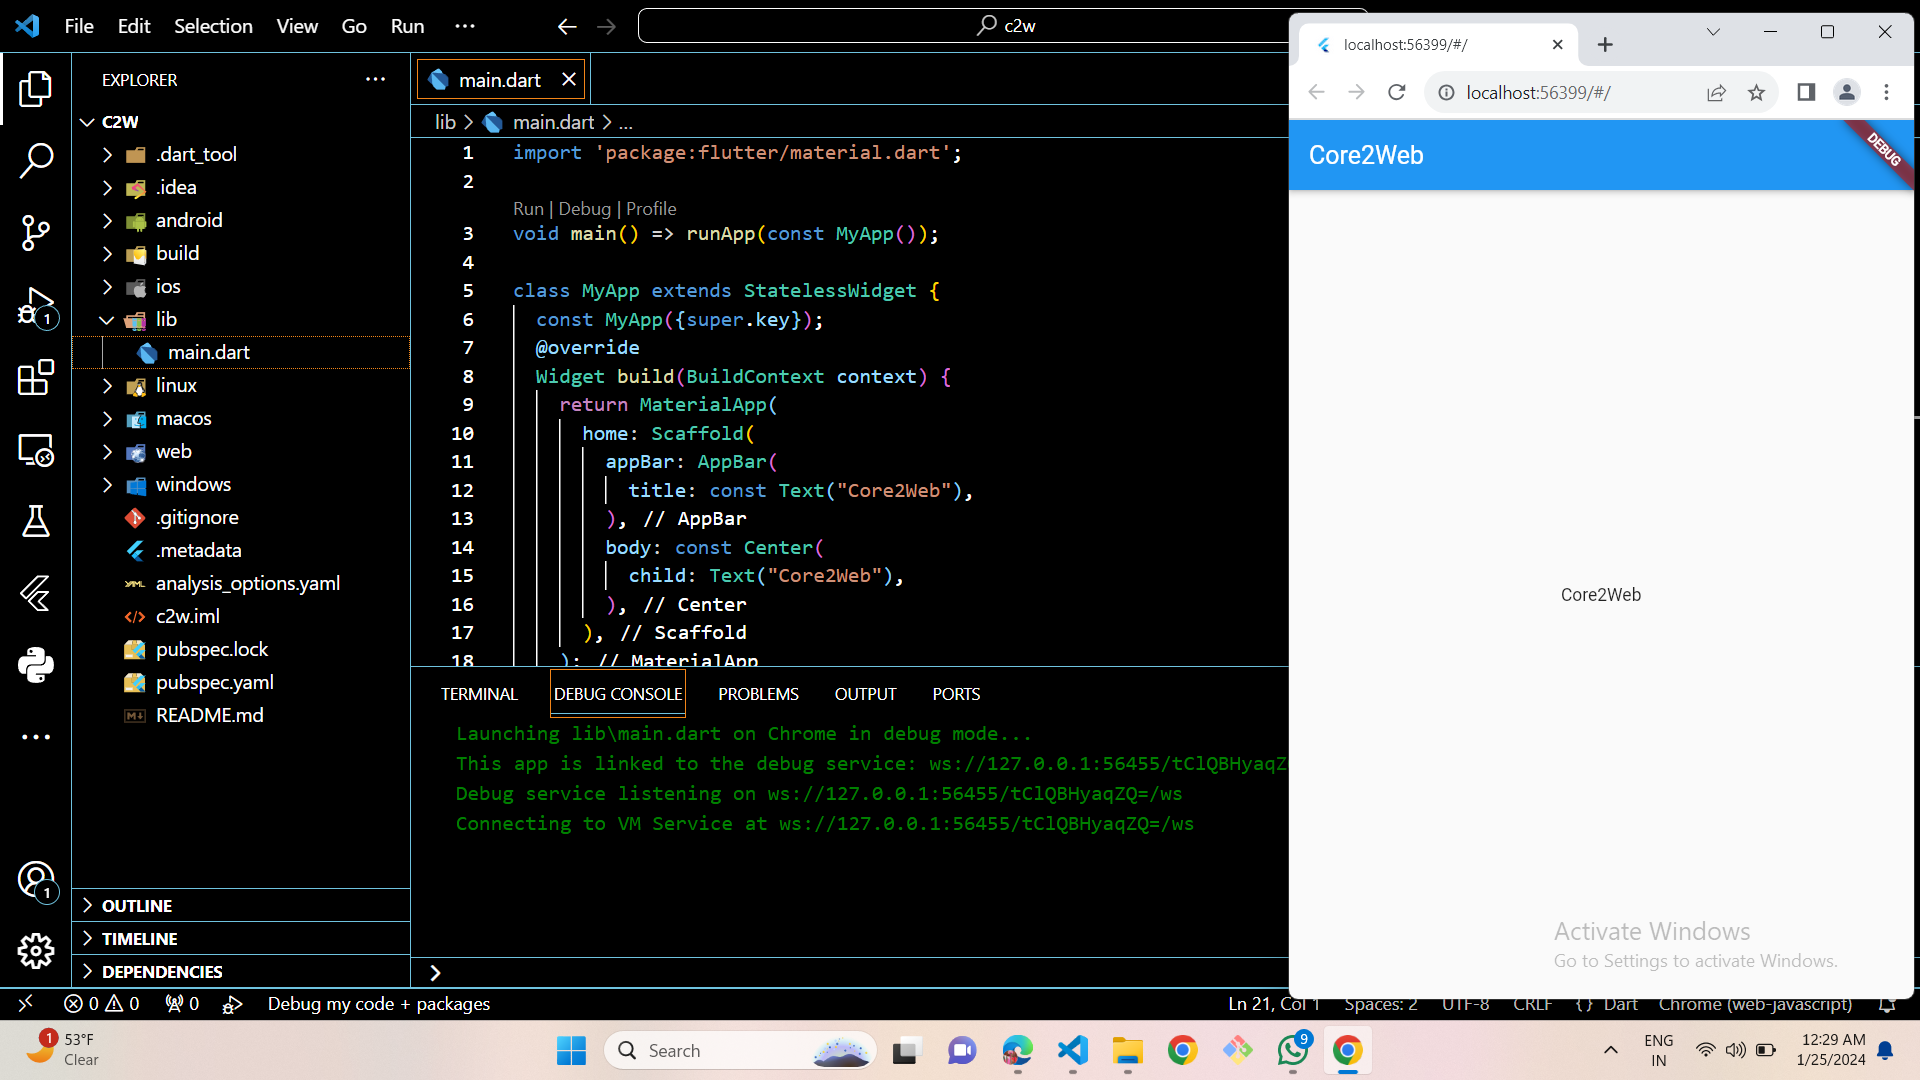 File Edit Selection View Go Run ···
c2w
EXPLORER
C2W
.dart_tool
.idea
android
build
ios
lib
main.dart
linux
macos
web
windows
.gitignore
.metadata
analysis_options.yaml
c2w.iml
pubspec.lock
pubspec.yaml
README.md
OUTLINE
TIMELINE
DEPENDENCIES
1
1
main.dart
lib > main.dart > ...
1 import 'package:flutter/material.dart';
2
Run | Debug | Profile
3 void main() => runApp(const MyApp());
4
5 class MyApp extends StatelessWidget {
6 const MyApp({super.key});
7 @override
8 Widget build(BuildContext context) {
9 return MaterialApp(
10 home: Scaffold(
11 appBar: AppBar(
12 title: const Text("Core2Web"),
13 ), // AppBar
14 body: const Center(
15 child: Text("Core2Web"),
16 ), // Center
17 ), // Scaffold
18 ); // MaterialApp
TERMINAL DEBUG CONSOLE PROBLEMS OUTPUT PORTS
Launching lib\main.dart on Chrome in debug mode...
This app is linked to the debug service: ws://127.0.0.1:56455/tClQBHyaqZ
Debug service listening on ws://127.0.0.1:56455/tClQBHyaqZQ=/ws
Connecting to VM Service at ws://127.0.0.1:56455/tClQBHyaqZQ=/ws
0 0 0 Debug my code + packages
Ln 21, Col 1 Spaces: 2 UTF-8 CRLF {} Dart Chrome (web-javascript)
localhost:56399/#/
localhost:56399/#/
Core2Web
DEBUG
Core2Web
Activate Windows
Go to Settings to activate Windows.
1
53°F
Clear
Search
9
ENG
IN
12:29 AM
1/25/2024